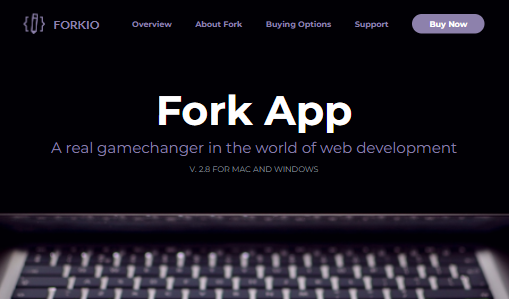 FORKIO
Overview
About Fork
Buying Options
Support
Buy Now
Fork App
A real gamechanger in the world of web development
V. 2.8 FOR MAC AND WINDOWS